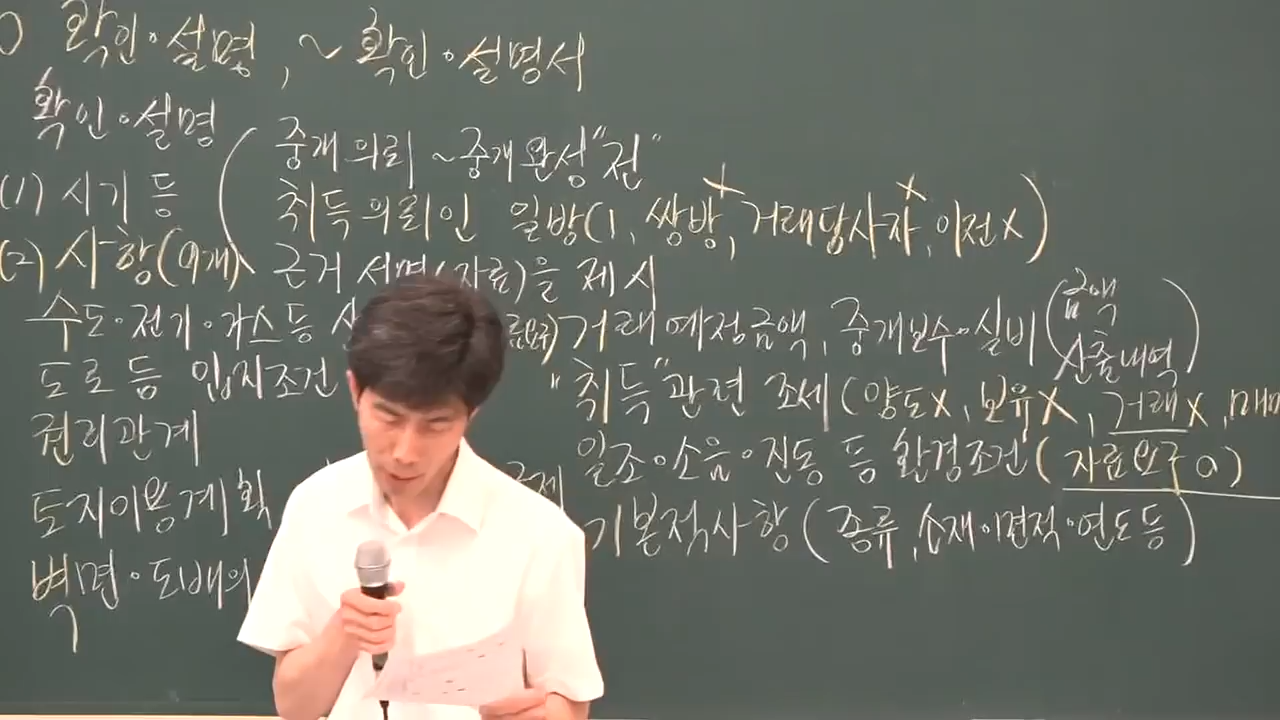 확인·설명, ~확인·설명서
확인·설명
중개의뢰 ~중개완성"전"
(1) 시기 등
취득의뢰인 일방(1, 쌍방, 거래당사자, 이전X)
(2) 사항(9개)
근거 서면(자료)을 제시
수도·전기·가스등
거래예정금액, 중개보수·실비(금액
산출내역)
도로등 입지조건
"취득"관련 조세(양도X, 보유X, 거래X, 매매
권리관계
일조·소음·진동 등 환경조건(자료요구O)
토지이용계획
기본적사항(종류, 소재·면적·연도등)
벽면·도배의